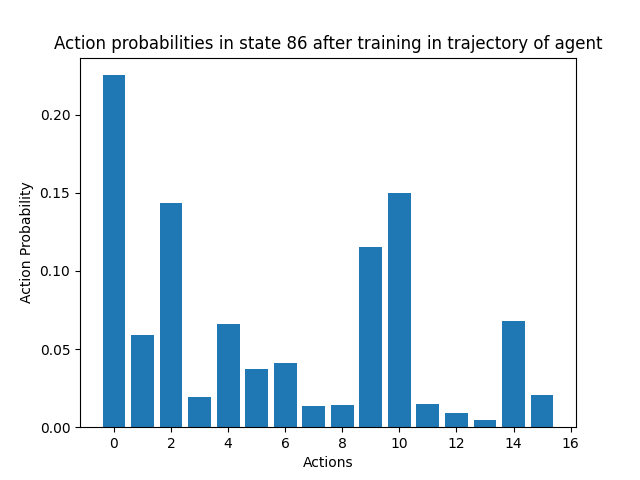 Action probabilities in state 86 after training in trajectory of agent
0.20
0.15
0.10
0.05
0.00
Action Probability
0 2 4 6 8 10 12 14 16
Actions